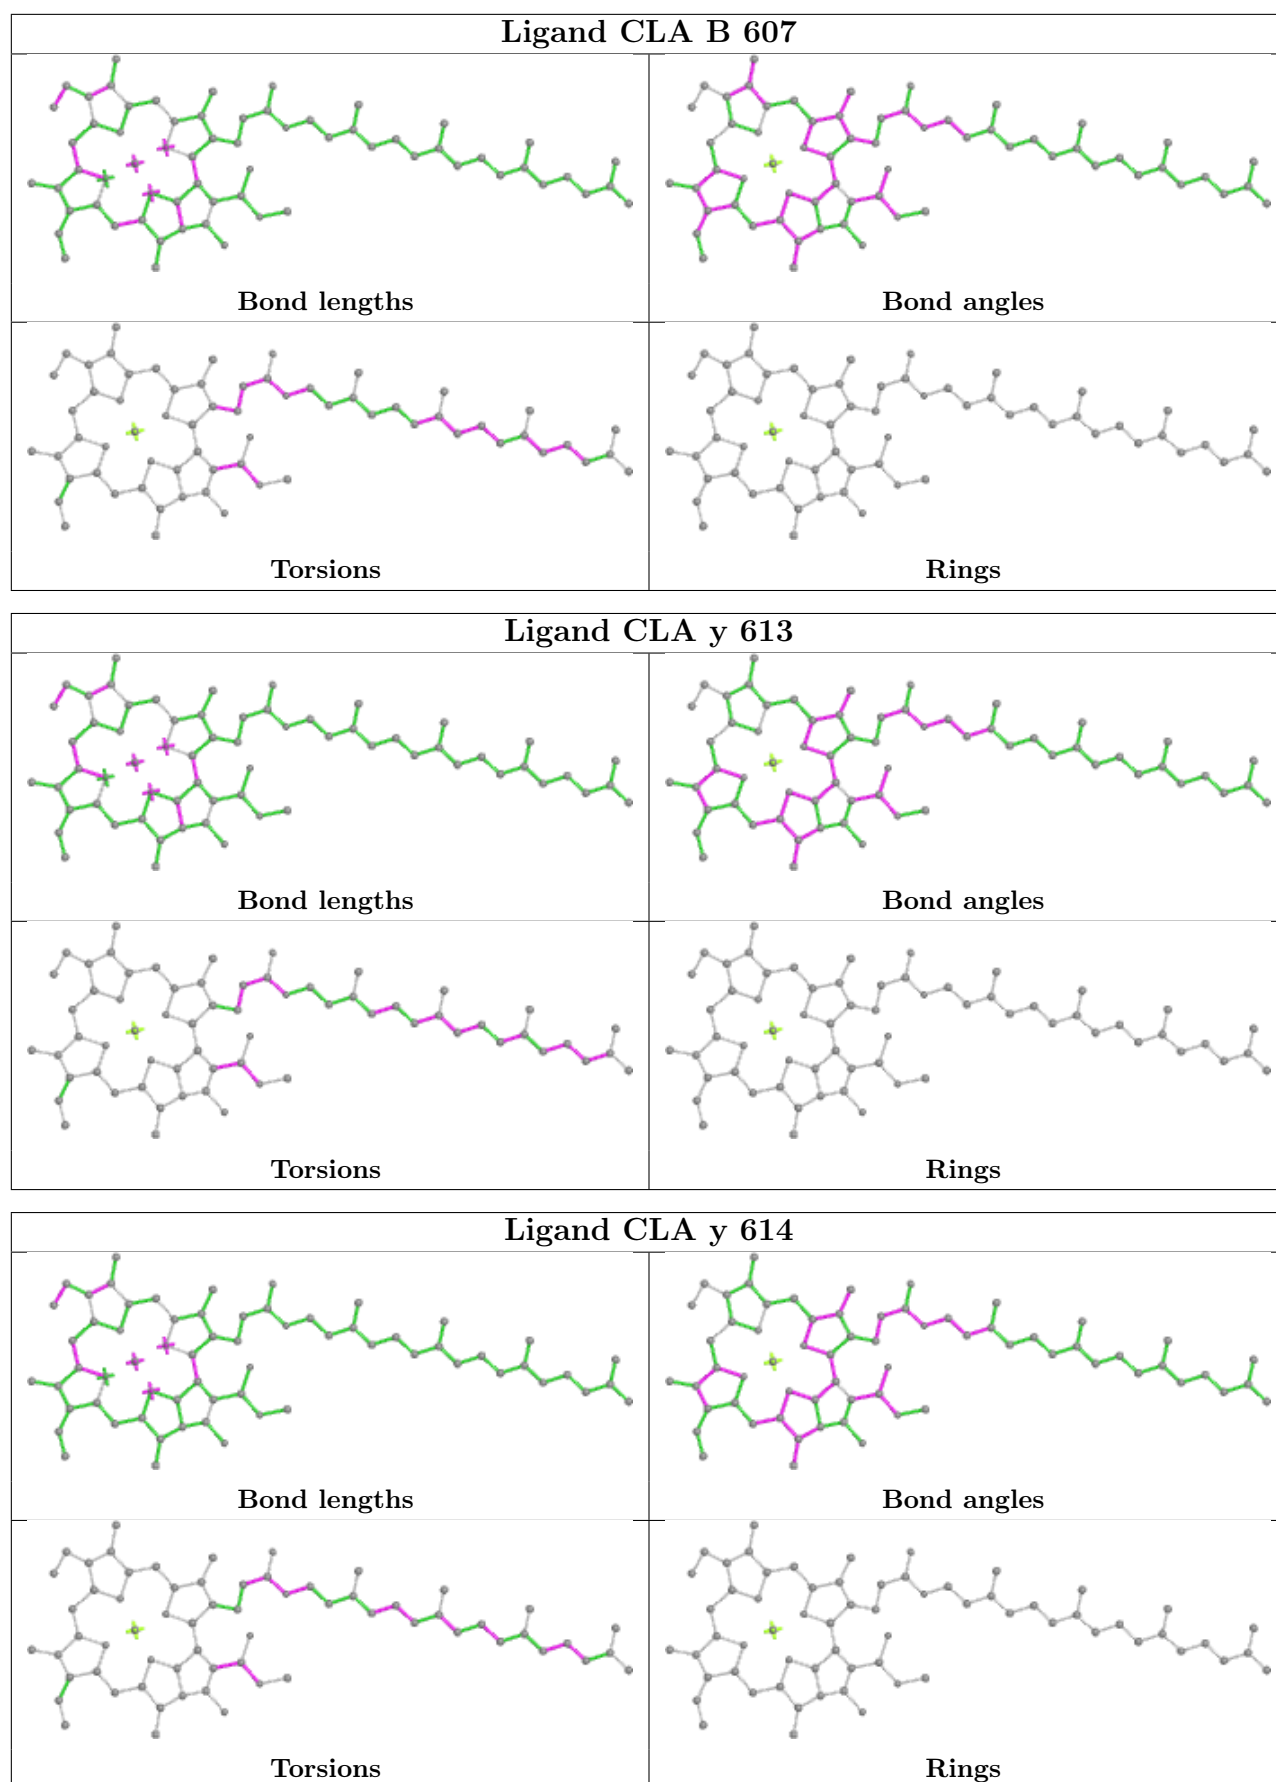 Ligand CLA B 607
Bond lengths
Bond angles
Torsions
Rings
Ligand CLA y 613
Bond lengths
Bond angles
Torsions
Rings
Ligand CLA y 614
Bond lengths
Bond angles
Torsions
Rings